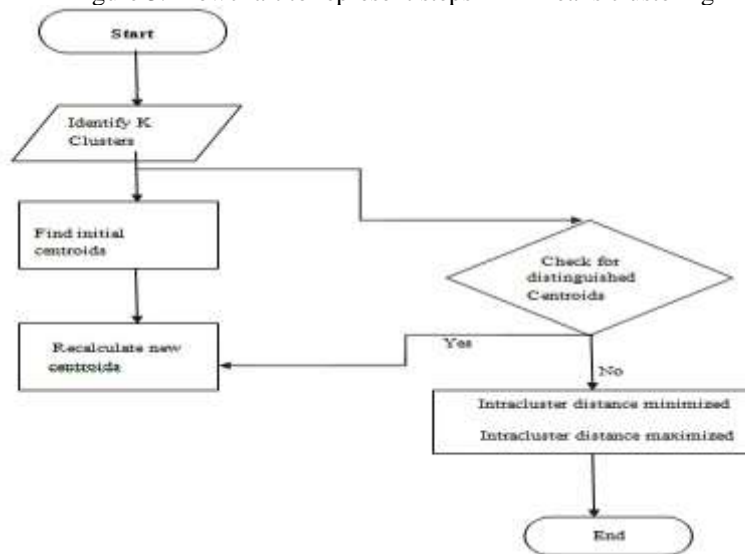 Start
Identify K
Clusters
Find initial
centroids
Check for
distinguished
Centroids
Recalculate new
centroids
Yes
No
Intracluster distance minimized
Intracluster distance maximized
End